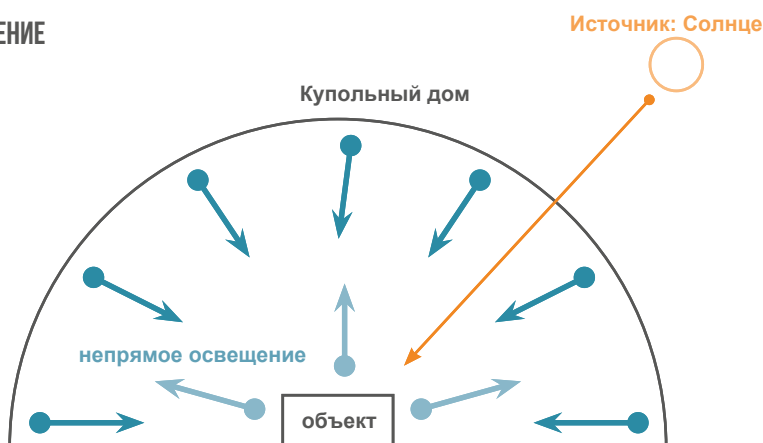 ЕНИЕ
Источник: Солнце
Купольный дом
непрямое освещение
объект